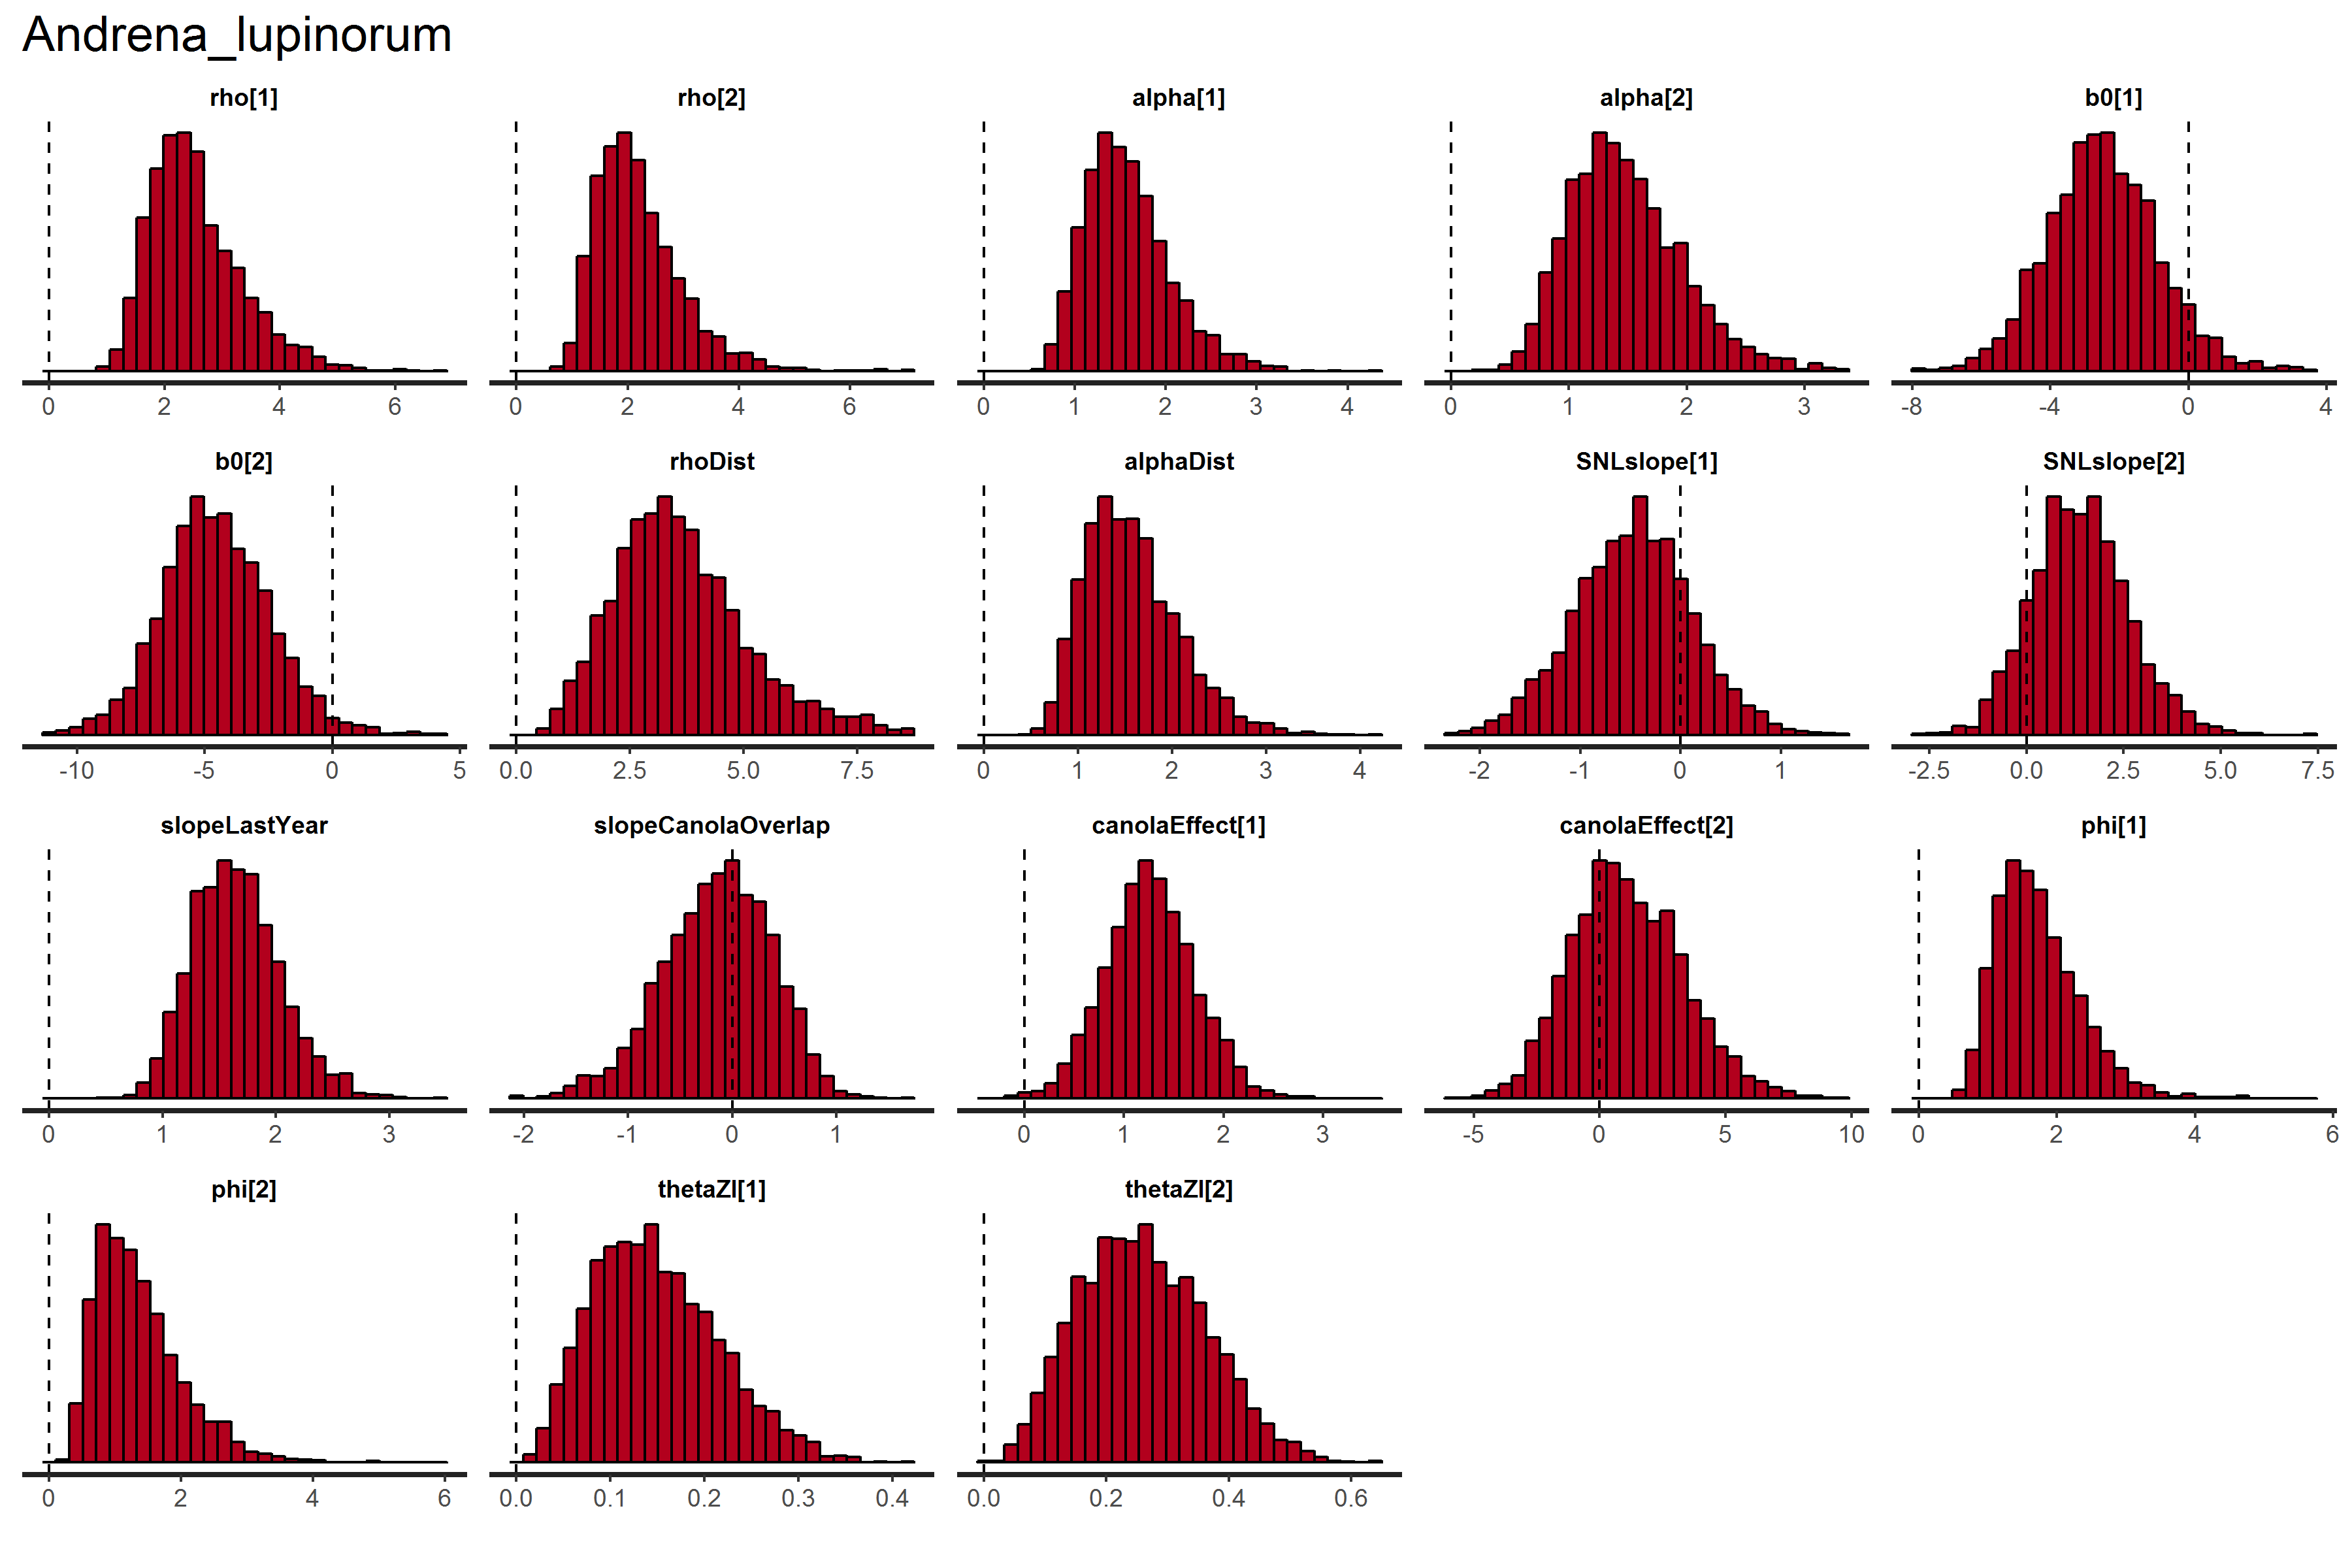 Andrena_lupinorum
rho[1] rho[2] alpha[1] alpha[2] b0[1]
0 2 4 6 0 2 4 6 0 1 2 3 4 0 1 2 3 -8 -4 0 4
b0[2] rhoDist alphaDist SNLslope[1] SNLslope[2]
-10 -5 0 5 0.0 2.5 5.0 7.5 0 1 2 3 4 -2 -1 0 1 -2.5 0.0 2.5 5.0 7.5
slopeLastYear slopeCanolaOverlap canolaEffect[1] canolaEffect[2] phi[1]
0 1 2 3 -2 -1 0 1 0 1 2 3 -5 0 5 10 0 2 4 6
phi[2] thetaZI[1] thetaZI[2]
0 2 4 6 0.0 0.1 0.2 0.3 0.4 0.0 0.2 0.4 0.6